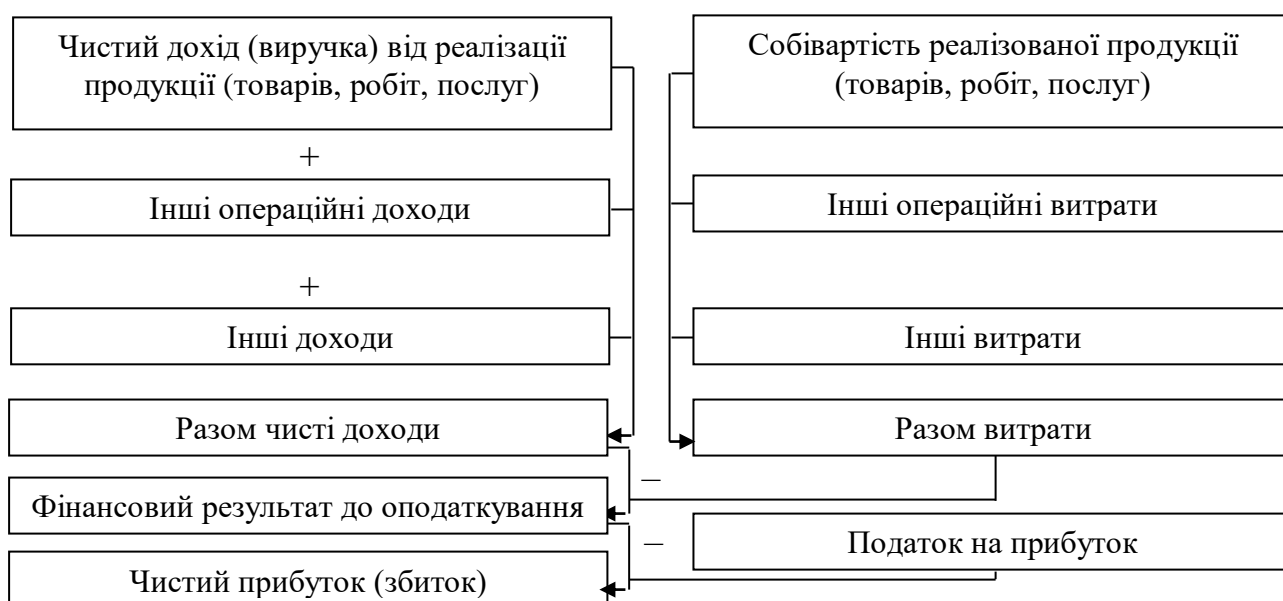 Чистий дохід (виручка) від реалізації
продукції (товарів, робіт, послуг)
+
Інші операційні доходи
+
Інші доходи
Разом чисті доходи
Фінансовий результат до оподаткування
Чистий прибуток (збиток)
Собівартість реалізованої продукції
(товарів, робіт, послуг)
Інші операційні витрати
Інші витрати
Разом витрати
–
–
Податок на прибуток